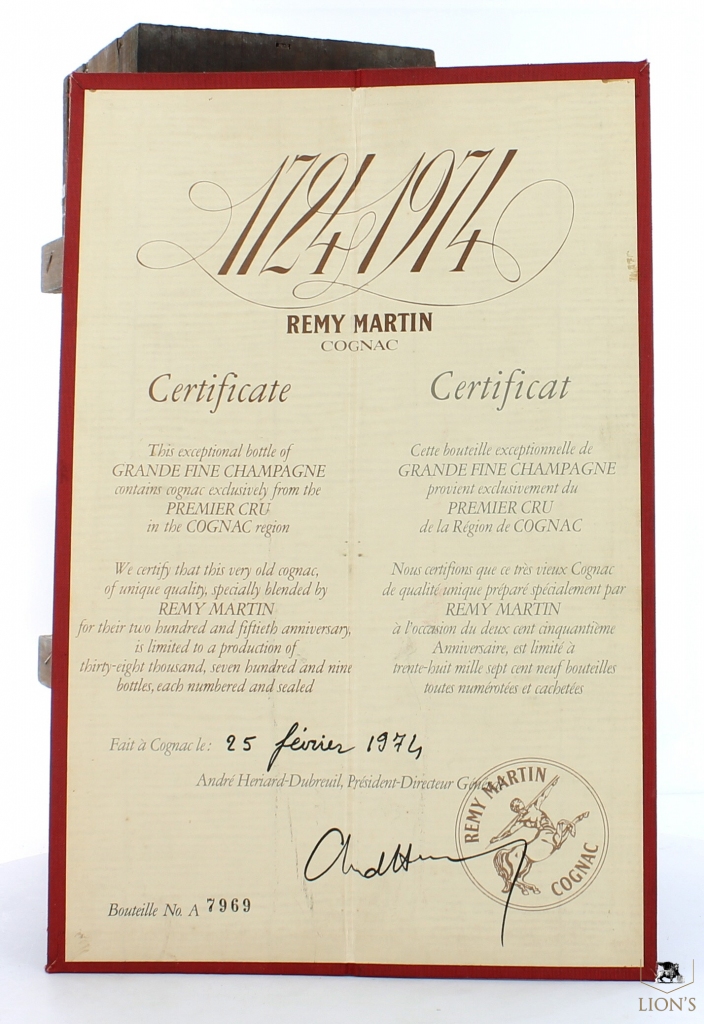 1724 1974
REMY MARTIN
COGNAC
Certificate
This exceptional bottle of
GRANDE FINE CHAMPAGNE
contains cognac exclusively from the
PREMIER CRU
in the COGNAC region
We certify that this very old cognac,
of unique quality, specially blended by
REMY MARTIN
for their two hundred and fiftieth anniversary,
is limited to a production of
thirty-eight thousand, seven hundred and nine
bottles, each numbered and sealed
Certificat
Cette bouteille exceptionnelle de
GRANDE FINE CHAMPAGNE
provient exclusivement du
PREMIER CRU
de la Région de COGNAC
Nous certifions que ce très vieux Cognac
de qualité unique préparé spécialement par
REMY MARTIN
à l'occasion du deux cent cinquantième
Anniversaire, est limité à
trente-huit mille sept cent neuf bouteilles
toutes numérotées et cachetées
Fait à Cognac le : 25 février 1974
André Heriard-Dubreuil, Président-Directeur
REMY MARTIN
COGNAC
Bouteille No. A 7969
LION'S